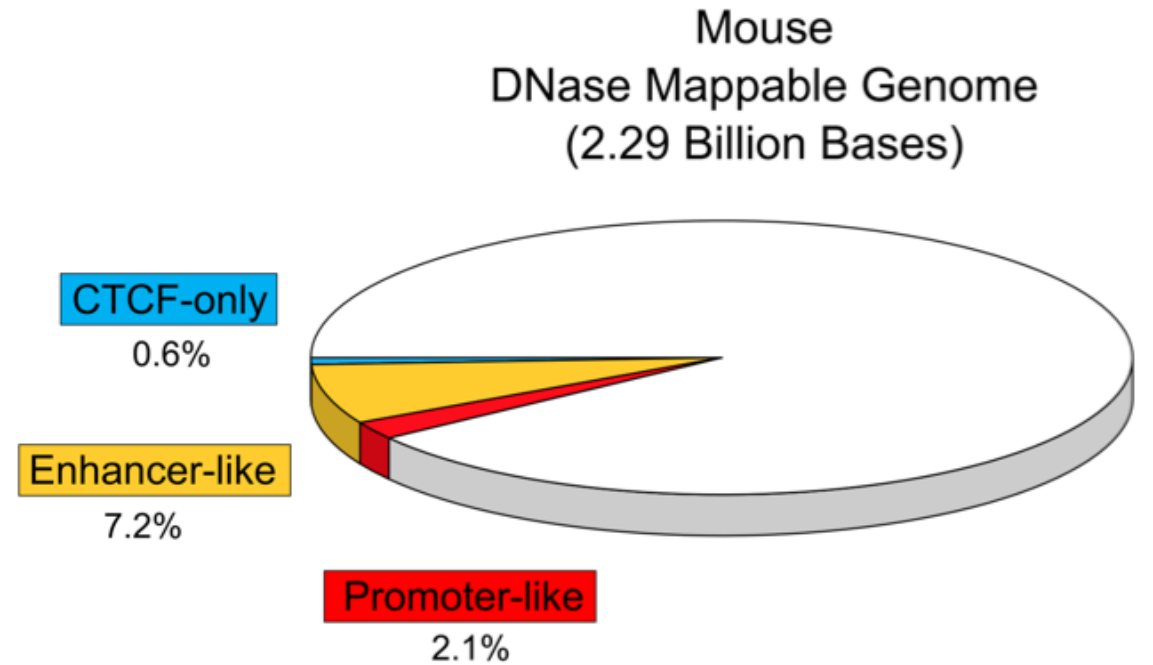 Mouse
DNase Mappable Genome
(2.29 Billion Bases)
CTCF-only
0.6%
Enhancer-like
7.2%
Promoter-like
2.1%